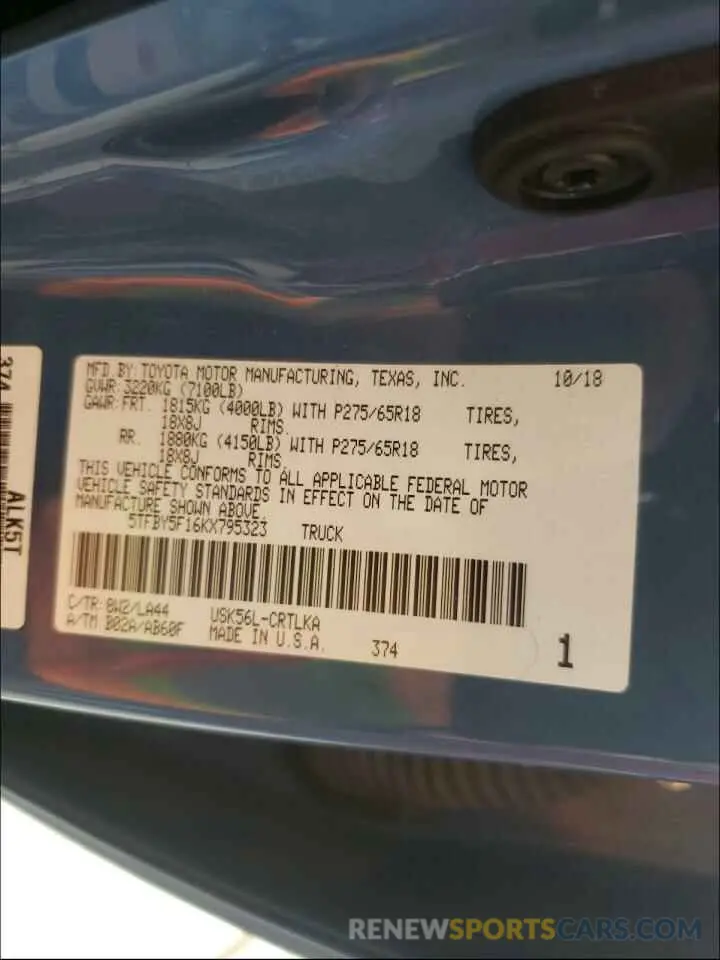 MFD.BY: TOYOTA MOTOR MANUFACTURING, TEXAS, INC. 10/18
GVWR: 3220KG (7100LB)
GAWR: FRT. 1815KG (4000LB) WITH P275/65R18 TIRES,
18X8J RIMS.
RR. 1880KG (4150LB) WITH P275/65R18 TIRES,
18X8J RIMS.
THIS VEHICLE CONFORMS TO ALL APPLICABLE FEDERAL MOTOR
VEHICLE SAFETY STANDARDS IN EFFECT ON THE DATE OF
MANUFACTURE SHOWN ABOVE.
5TFBY5F16KX795323 TRUCK
C/TR: 8W2/LA44 USK56L-CRTLKA
A/TM B02A/AB60F MADE IN U.S.A. 374 1
374
ALK5T
RENEWSPORTSCARS.COM